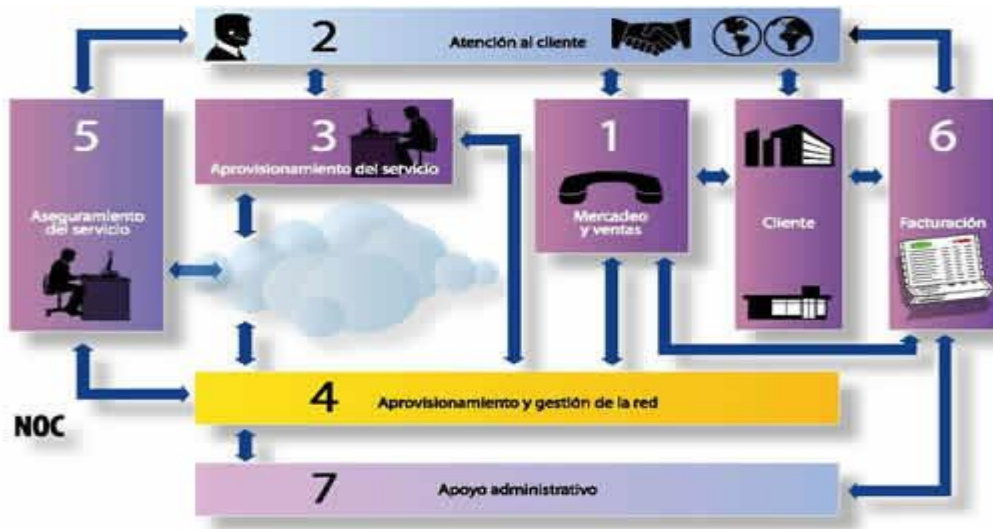 2
Atención al cliente
5
Aseguramiento
del servicio
3
Aprovisionamiento del servicio
1
Mercadeo
y ventas
Cliente
6
Facturación
4
Aprovisionamiento y gestión de la red
NOC
7
Apoyo administrativo